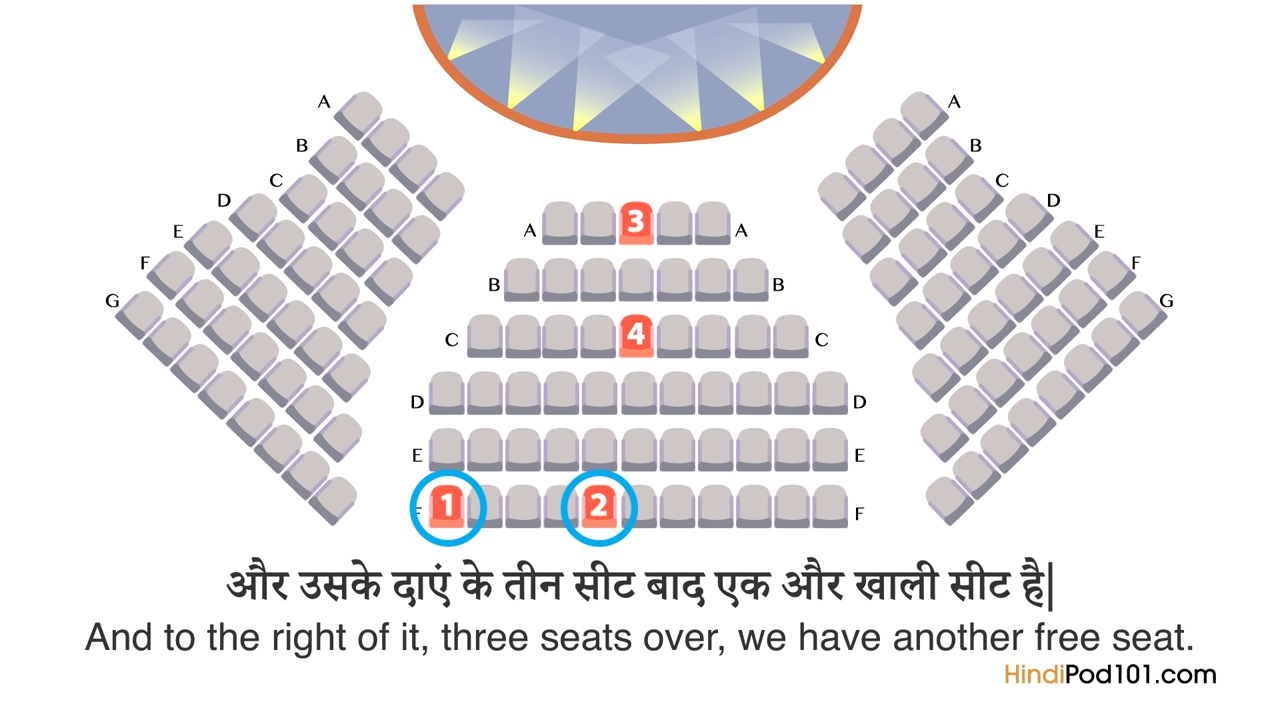 A
B
C
D
E
F
G
A
B
C
D
E
F
G
A 3 A
B B
C 4 C
D D
E E
F 1 2 F
और उसके दाएं के तीन सीट बाद एक और खाली सीट है|
And to the right of it, three seats over, we have another free seat.
HindiPod101.com